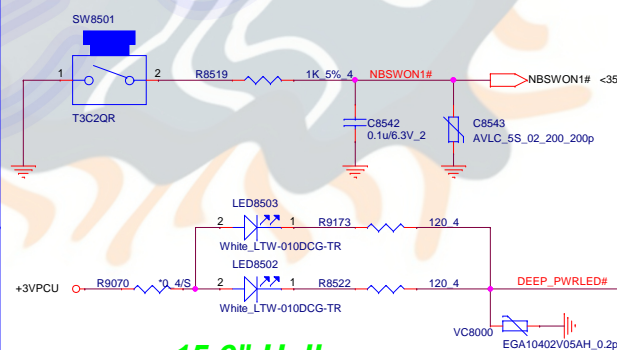 SW8501
1 2 R8519 1K_5%_4 NBSWON1# NBSWON1# <35
T3C2QR
C8542 C8543
0.1u/6.3V_2 AVLC_5S_02_200_200p
LED8503
2 1 R9173 120_4
White_LTW-010DCG-TR
LED8502
+3VPCU R9070 *0_4/S 2 1 R8522 120_4 DEEP_PWRLED#
White_LTW-010DCG-TR
VC8000
EGA10402V05AH_0.2p